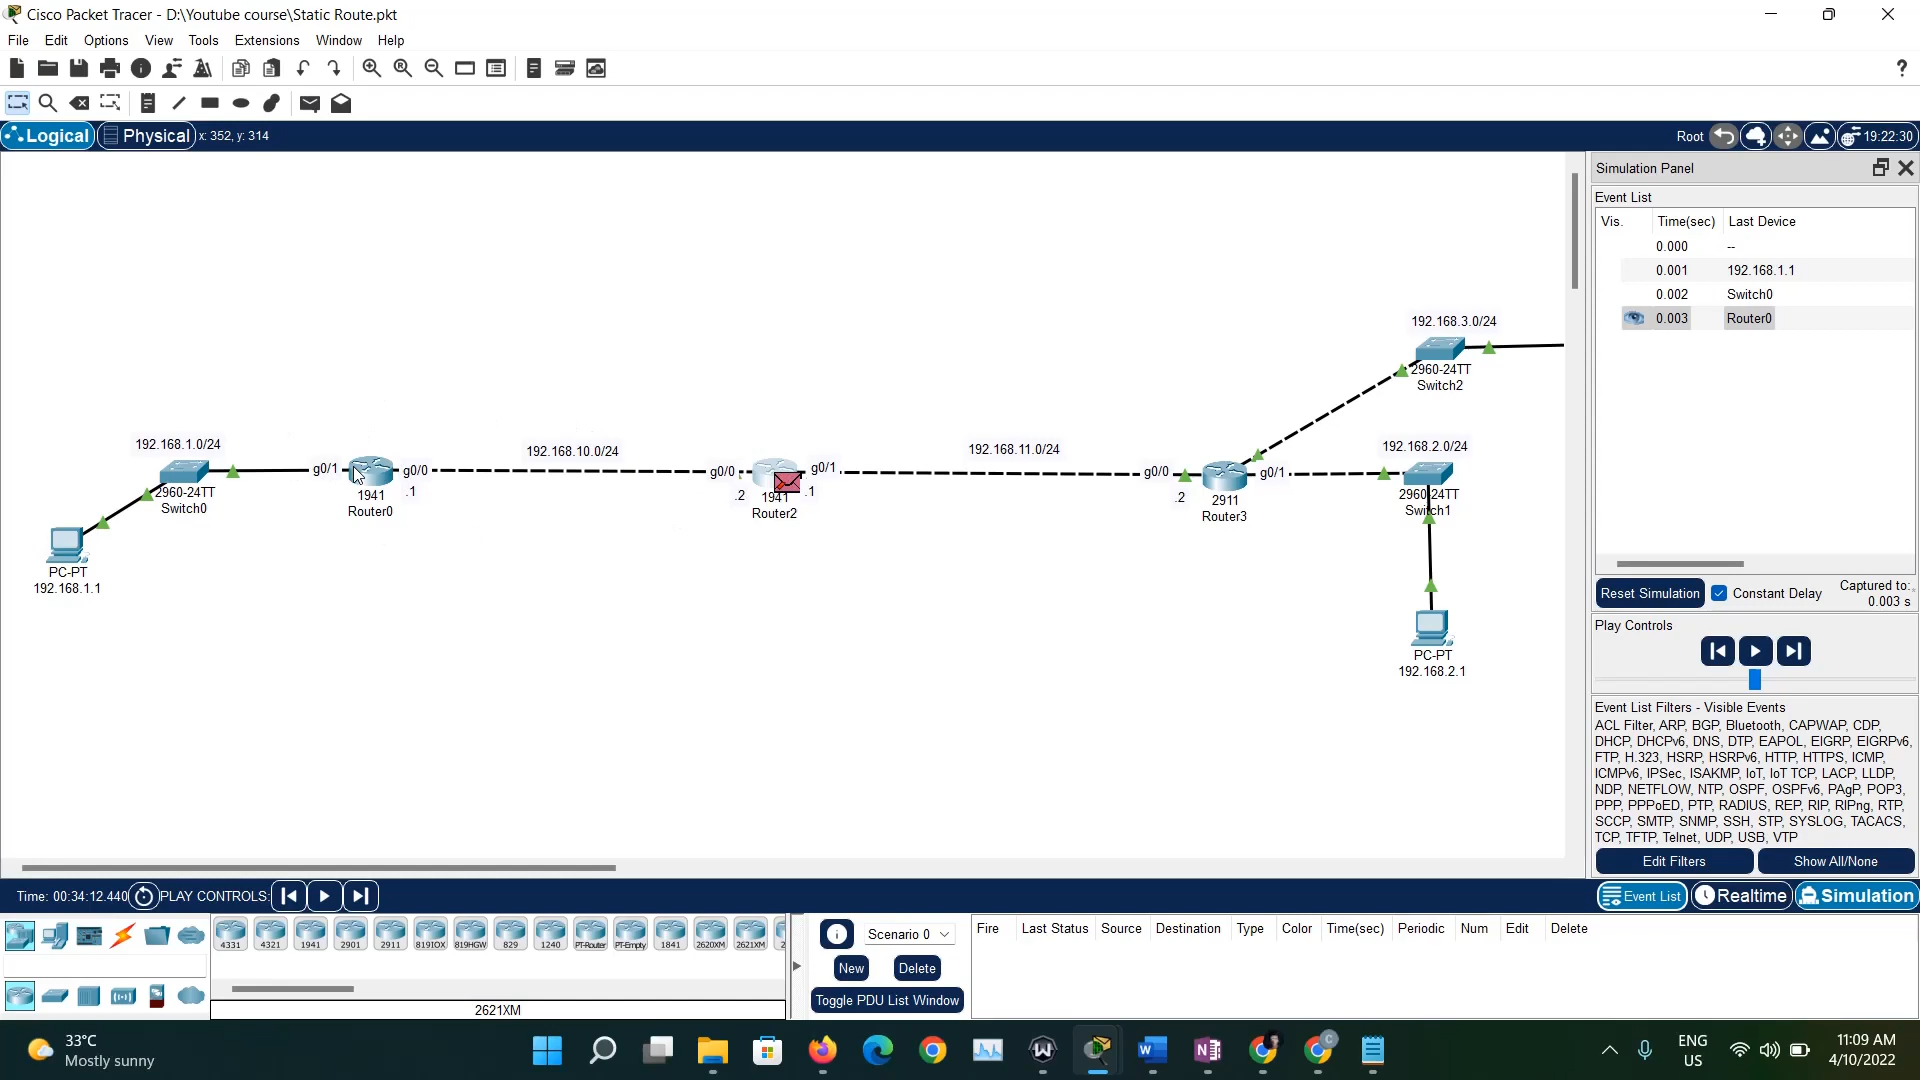 Cisco Packet Tracer - D:\Youtube course\Static Route.pkt
File Edit Options View Tools Extensions Window Help
?
Logical Physical x: 352, y: 314 Root 19:22:30
Simulation Panel
Event List
Vis. Time(sec) Last Device
0.000 --
0.001 192.168.1.1
0.002 Switch0
0.003 Router0
192.168.3.0/24
2960-24TT
Switch2
192.168.1.0/24
192.168.10.0/24
192.168.11.0/24
192.168.2.0/24
g0/1 g0/0 g0/0 g0/1 g0/0 g0/1
2960-24TT
Switch0
1941
Router0
.1
.2
1941
Router2
.1
.2
2911
Router3
2960-24TT
Switch1
PC-PT
192.168.1.1
PC-PT
192.168.2.1
Reset Simulation Constant Delay Captured to:
0.003 s
Play Controls
Event List Filters - Visible Events
ACL Filter, ARP, BGP, Bluetooth, CAPWAP, CDP,
DHCP, DHCPv6, DNS, DTP, EAPOL, EIGRP, EIGRPv6,
FTP, H.323, HSRP, HSRPv6, HTTP, HTTPS, ICMP,
ICMPv6, IPSec, ISAKMP, IoT, IoT TCP, LACP, LLDP,
NDP, NETFLOW, NTP, OSPF, OSPFv6, PAgP, POP3,
PPP, PPPoED, PTP, RADIUS, REP, RIP, RIPng, RTP,
SCCP, SMTP, SNMP, SSH, STP, SYSLOG, TACACS,
TCP, TFTP, Telnet, UDP, USB, VTP
Edit Filters Show All/None
Time: 00:34:12.440 PLAY CONTROLS: Event List Realtime Simulation
4331 4321 1941 2901 2911 819IOX 819HGW 829 1240 PT-Router PT-Empty 1841 2620XM 2621XM
2621XM
Scenario 0
New Delete
Toggle PDU List Window
Fire Last Status Source Destination Type Color Time(sec) Periodic Num Edit Delete
33°C
Mostly sunny
ENG
US
11:09 AM
4/10/2022